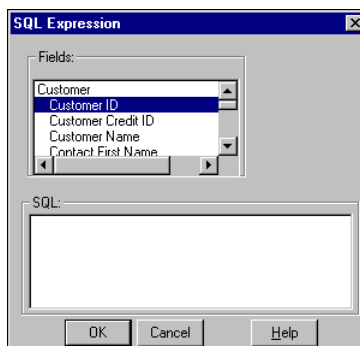 SQL Expression
Fields:
Customer
Customer ID
Customer Credit ID
Customer Name
Contact First Name
SQL:
OK Cancel Help